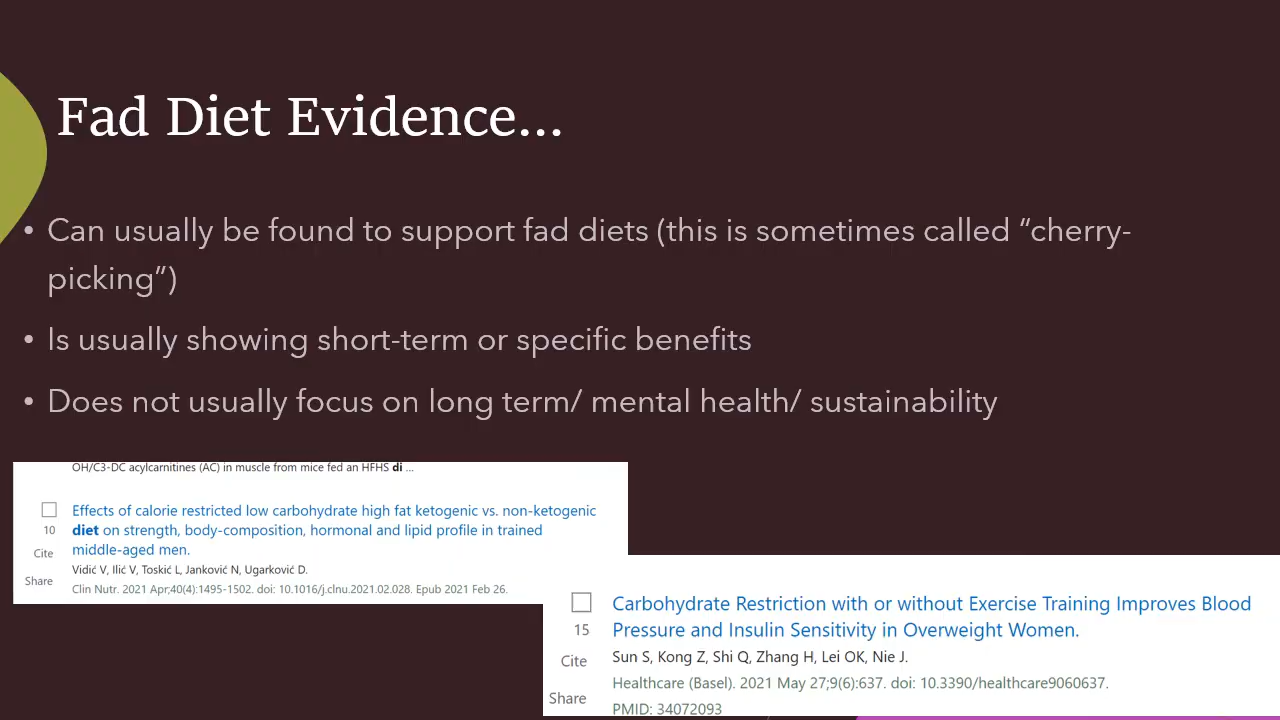 Fad Diet Evidence...
• Can usually be found to support fad diets (this is sometimes called “cherry-
picking”)
• Is usually showing short-term or specific benefits
• Does not usually focus on long term/ mental health/ sustainability
OH/C3-DC acylcarnitines (AC) in muscle from mice fed an HFHS di ...
Effects of calorie restricted low carbohydrate high fat ketogenic vs. non-ketogenic
10 diet on strength, body-composition, hormonal and lipid profile in trained
Cite middle-aged men.
Vidić V, Ilić V, Toskić L, Janković N, Ugarković D.
Share
Clin Nutr. 2021 Apr;40(4):1495-1502. doi: 10.1016/j.clnu.2021.02.028. Epub 2021 Feb 26.
Carbohydrate Restriction with or without Exercise Training Improves Blood
15 Pressure and Insulin Sensitivity in Overweight Women.
Cite Sun S, Kong Z, Shi Q, Zhang H, Lei OK, Nie J.
Healthcare (Basel). 2021 May 27;9(6):637. doi: 10.3390/healthcare9060637.
Share PMID: 34072093